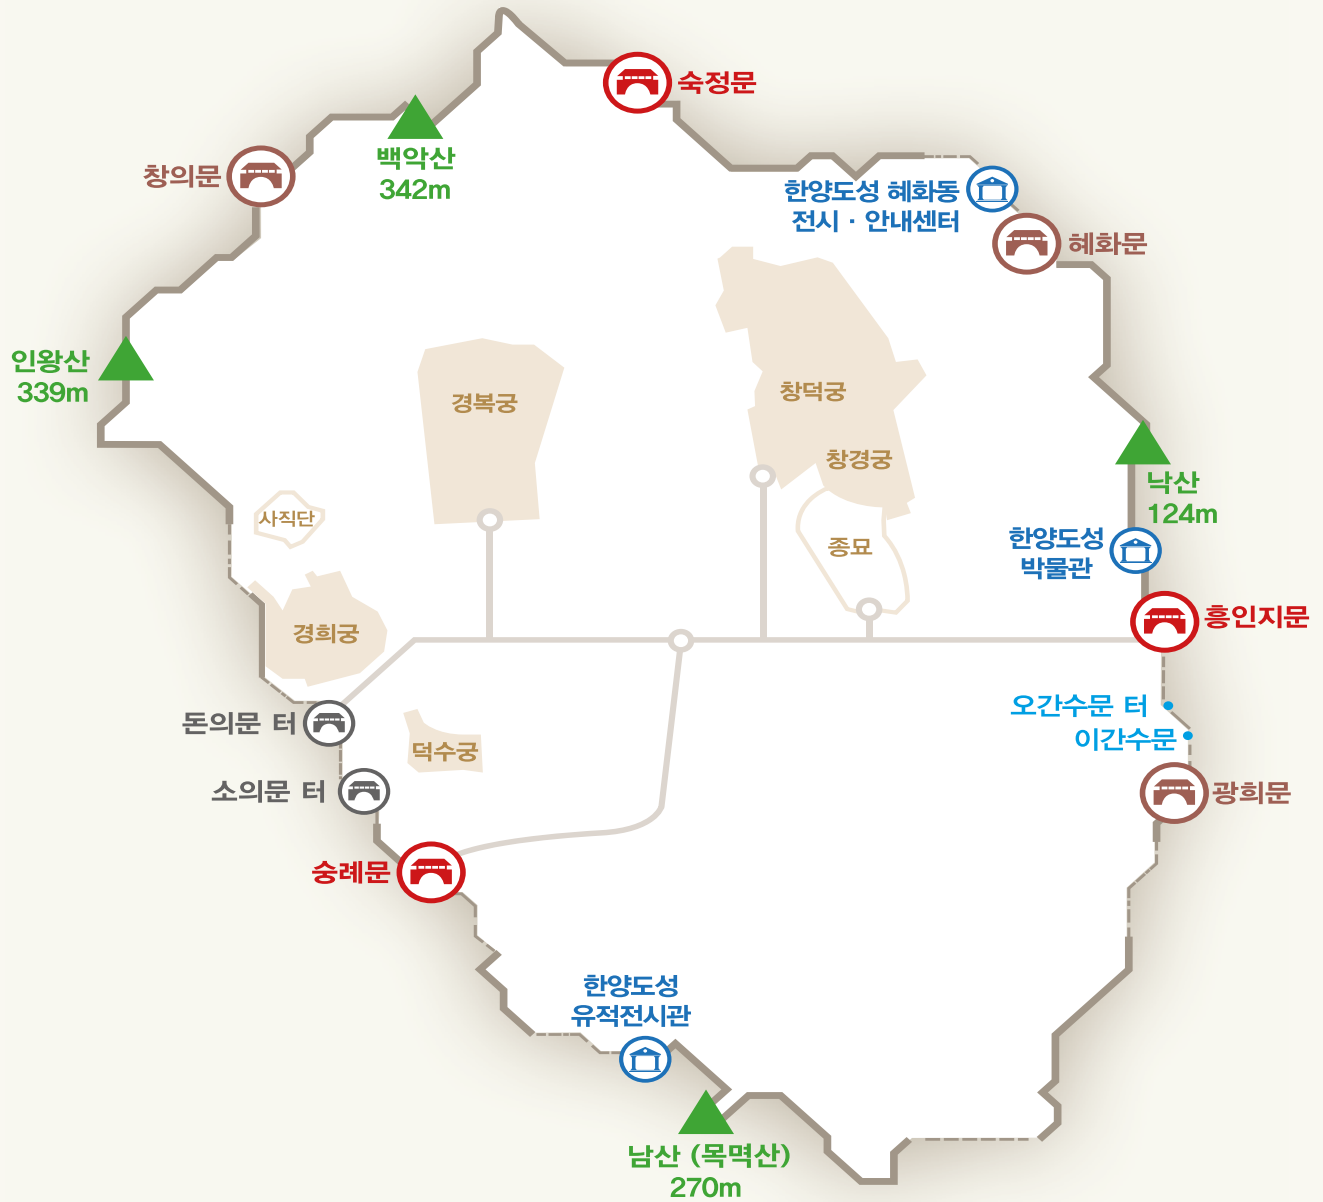 숙정문
백악산
342m
창의문
한양도성 혜화동
전시 · 안내센터
혜화문
인왕산
339m
경복궁
창덕궁
창경궁
낙산
124m
사직단
종묘
한양도성
박물관
흥인지문
경희궁
오간수문 터
이간수문
돈의문 터
덕수궁
소의문 터
광희문
숭례문
한양도성
유적전시관
남산 (목멱산)
270m